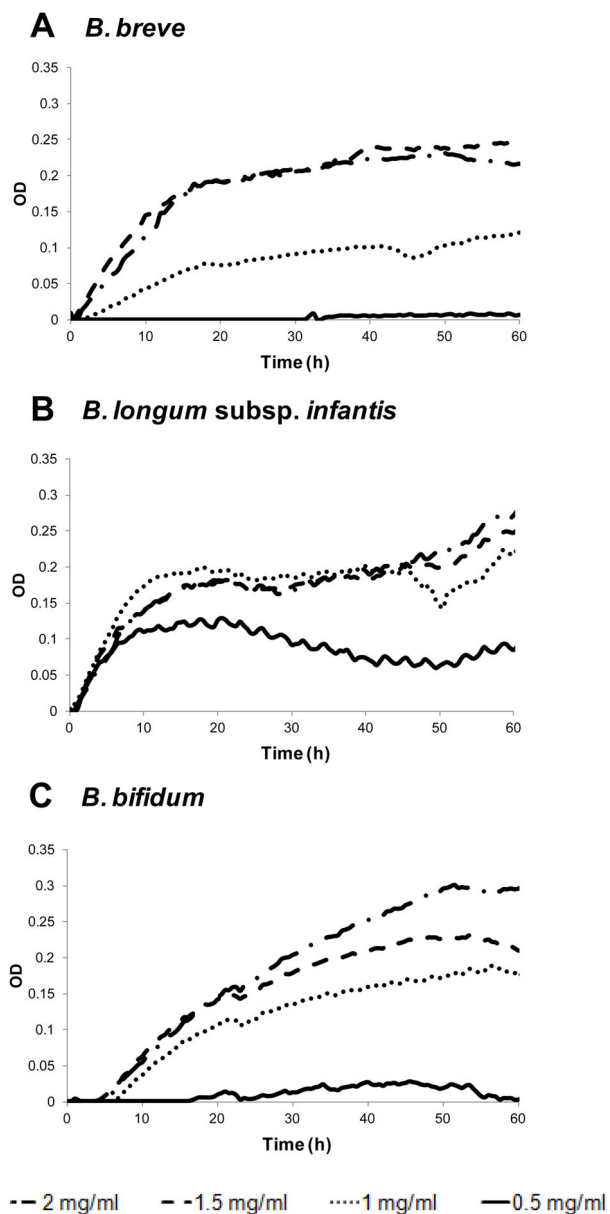 A B. breve
0.35
0.3
0.25
0.2
0.15
0.1
0.05
0
OD
0 10 20 30 40 50 60
Time (h)
B B. longum subsp. infantis
0.35
0.3
0.25
0.2
0.15
0.1
0.05
0
OD
0 10 20 30 40 50 60
Time (h)
C B. bifidum
0.35
0.3
0.25
0.2
0.15
0.1
0.05
0
OD
0 10 20 30 40 50 60
Time (h)
2 mg/ml 1.5 mg/ml 1 mg/ml 0.5 mg/ml